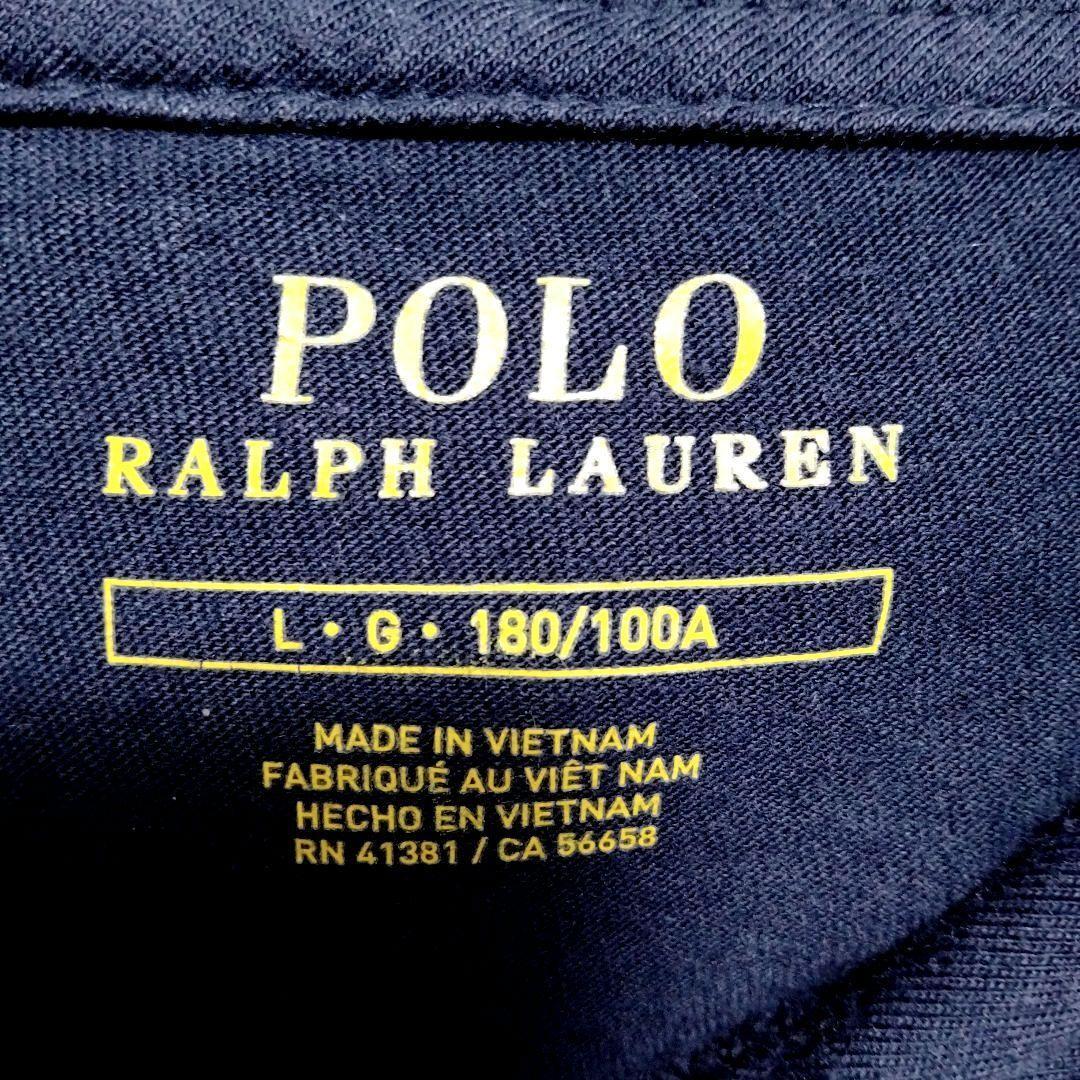 POLO
RALPH LAUREN
L • G • 180/100A
MADE IN VIETNAM
FABRIQUÉ AU VIÊT NAM
HECHO EN VIETNAM
RN 41381 / CA 56658